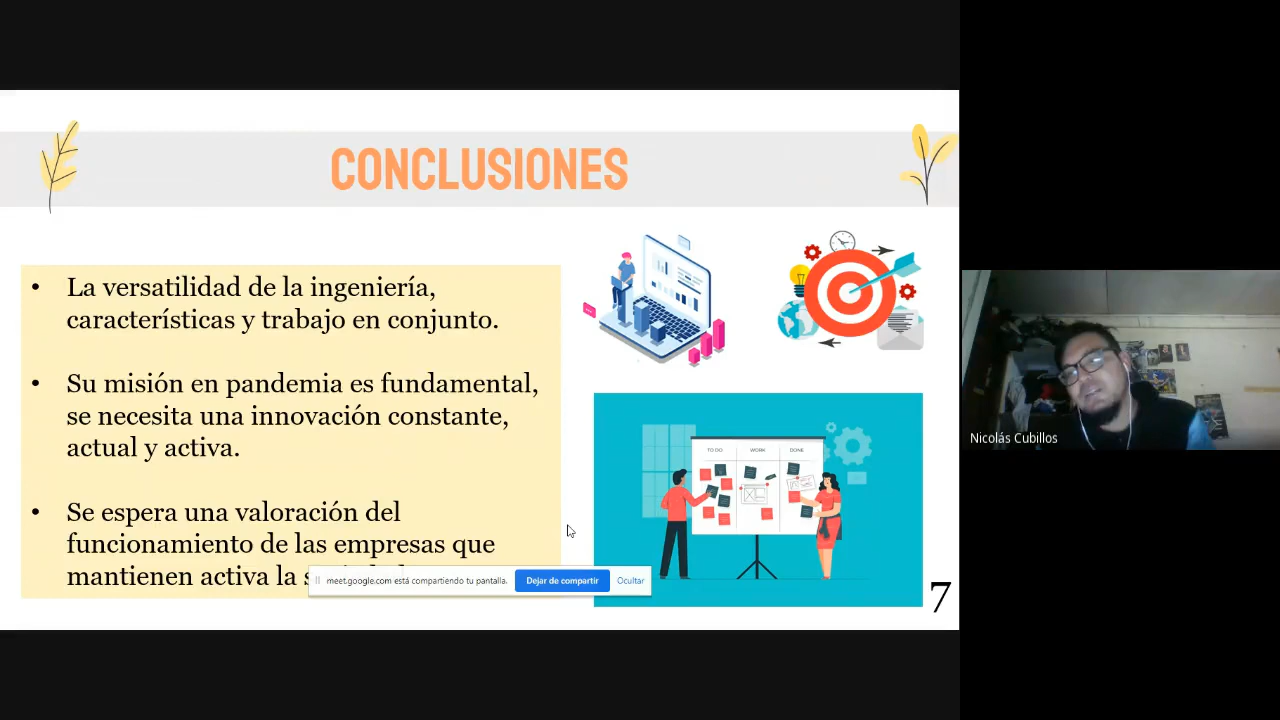 CONCLUSIONES
• La versatilidad de la ingeniería,
características y trabajo en conjunto.
• Su misión en pandemia es fundamental,
se necesita una innovación constante,
actual y activa.
• Se espera una valoración del
funcionamiento de las empresas que
mantienen activa la
meet.google.com está compartiendo tu pantalla.
Dejar de compartir
Ocultar
TO DO
WORK
DONE
7
Nicolás Cubillos